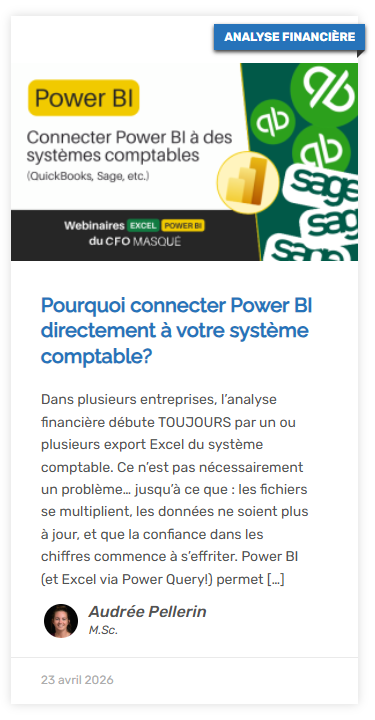 ANALYSE FINANCIÈRE
Power BI
Connecter Power BI à des
systèmes comptables
(QuickBooks, Sage, etc.)
qb
qb
sage
sage
sage
Webinaires EXCEL POWER BI
du CFO MASQUÉ
Pourquoi connecter Power BI
directement à votre système
comptable?
Dans plusieurs entreprises, l’analyse
financière débute TOUJOURS par un ou
plusieurs export Excel du système
comptable. Ce n’est pas nécessairement
un problème… jusqu’à ce que : les fichiers
se multiplient, les données ne soient plus
à jour, et que la confiance dans les
chiffres commence à s’effriter. Power BI
(et Excel via Power Query!) permet […]
Audrée Pellerin
M.Sc.
23 avril 2026